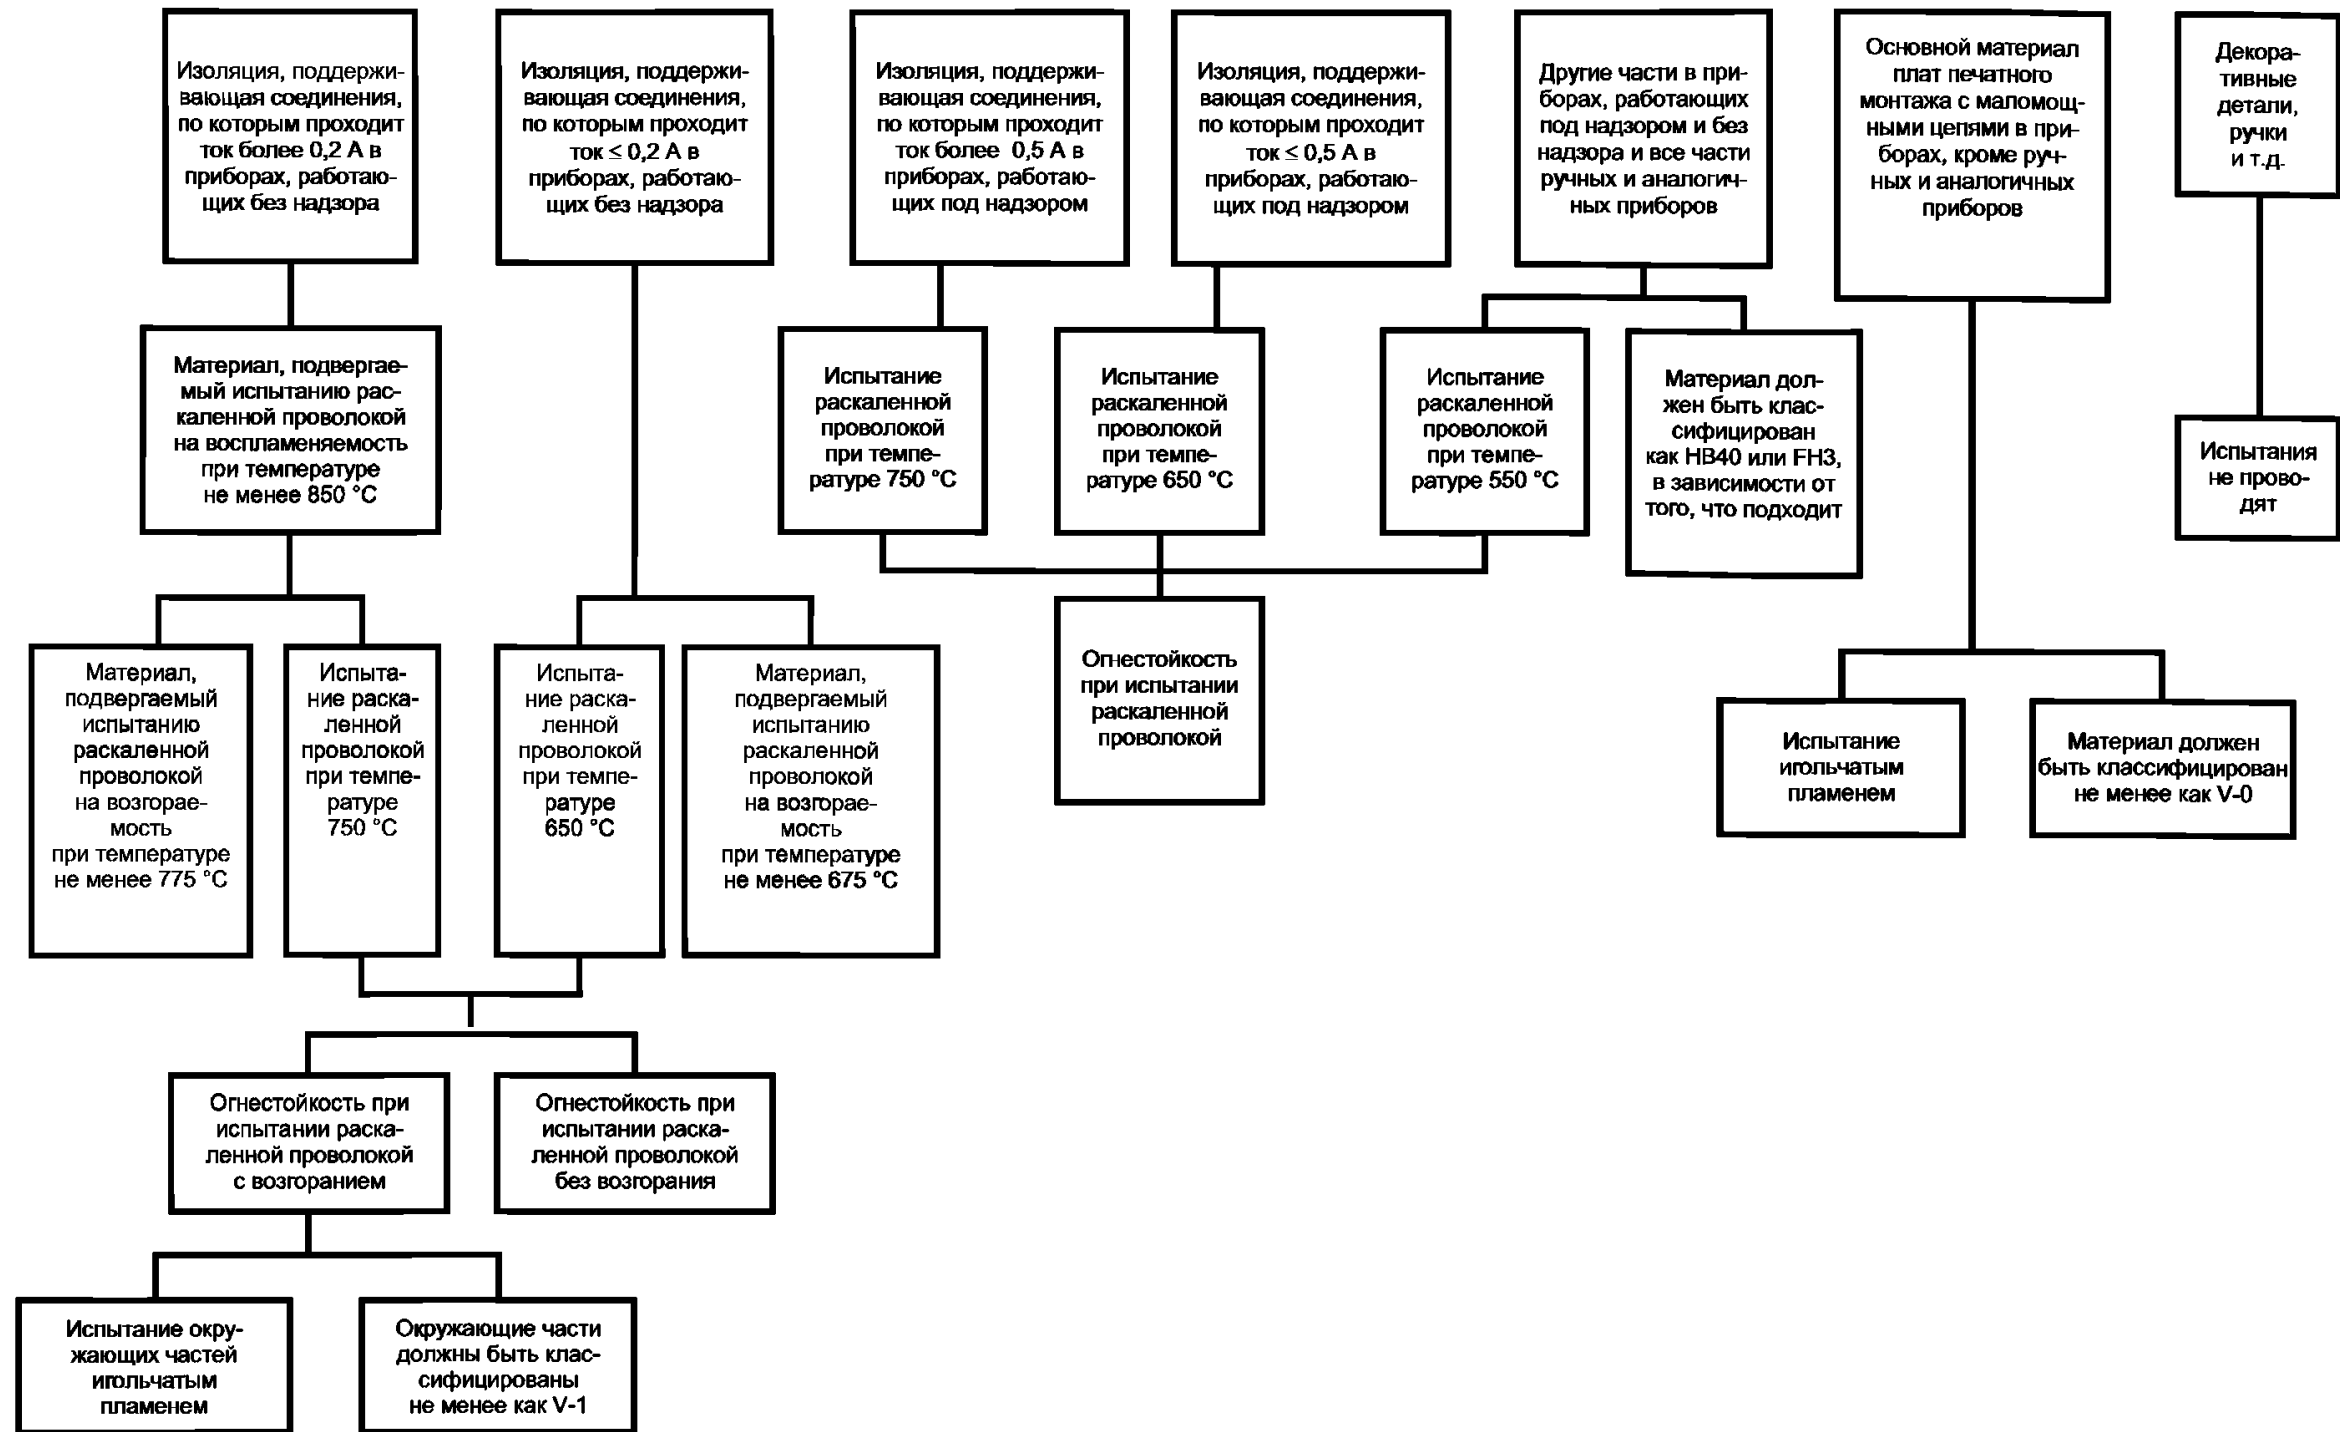 Изоляция, поддержи-
вающая соединения,
по которым проходит
ток более 0,2 А в
приборах, работаю-
щих без надзора
Изоляция, поддержи-
вающая соединения,
по которым проходит
ток ≤ 0,2 А в
приборах, работаю-
щих без надзора
Изоляция, поддержи-
вающая соединения,
по которым проходит
ток более 0,5 А в
приборах, работаю-
щих под надзором
Изоляция, поддержи-
вающая соединения,
по которым проходит
ток ≤ 0,5 А в
приборах, работаю-
щих под надзором
Другие части в при-
борах, работающих
под надзором и без
надзора и все части
ручных и аналогич-
ных приборов
Основной материал
плат печатного
монтажа с маломощ-
ными цепями в при-
борах, кроме руч-
ных и аналогичных
приборов
Декора-
тивные
детали,
ручки
и т.д.
Материал, подвергае-
мый испытанию рас-
каленной проволокой
на воспламеняемость
при температуре
не менее 850 °С
Испытание
раскаленной
проволокой
при темпе-
ратуре 750 °С
Испытание
раскаленной
проволокой
при темпе-
ратуре 650 °С
Испытание
раскаленной
проволокой
при темпе-
ратуре 550 °С
Материал дол-
жен быть клас-
сифицирован
как НВ40 или FH3,
в зависимости от
того, что подходит
Испытания
не прово-
дят
Материал,
подвергаемый
испытанию
раскаленной
проволокой
на возгорае-
мость
при температуре
не менее 775 °С
Испыта-
ние раска-
ленной
проволокой
при темпе-
ратуре
750 °С
Испыта-
ние раска-
ленной
проволокой
при темпе-
ратуре
650 °С
Материал,
подвергаемый
испытанию
раскаленной
проволокой
на возгорае-
мость
при температуре
не менее 675 °С
Огнестойкость
при испытании
раскаленной
проволокой
Испытание
игольчатым
пламенем
Материал должен
быть классифицирован
не менее как V-0
Огнестойкость при
испытании раска-
ленной проволокой
с возгоранием
Огнестойкость при
испытании раска-
ленной проволокой
без возгорания
Испытание окру-
жающих частей
игольчатым
пламенем
Окружающие части
должны быть клас-
сифицированы
не менее как V-1